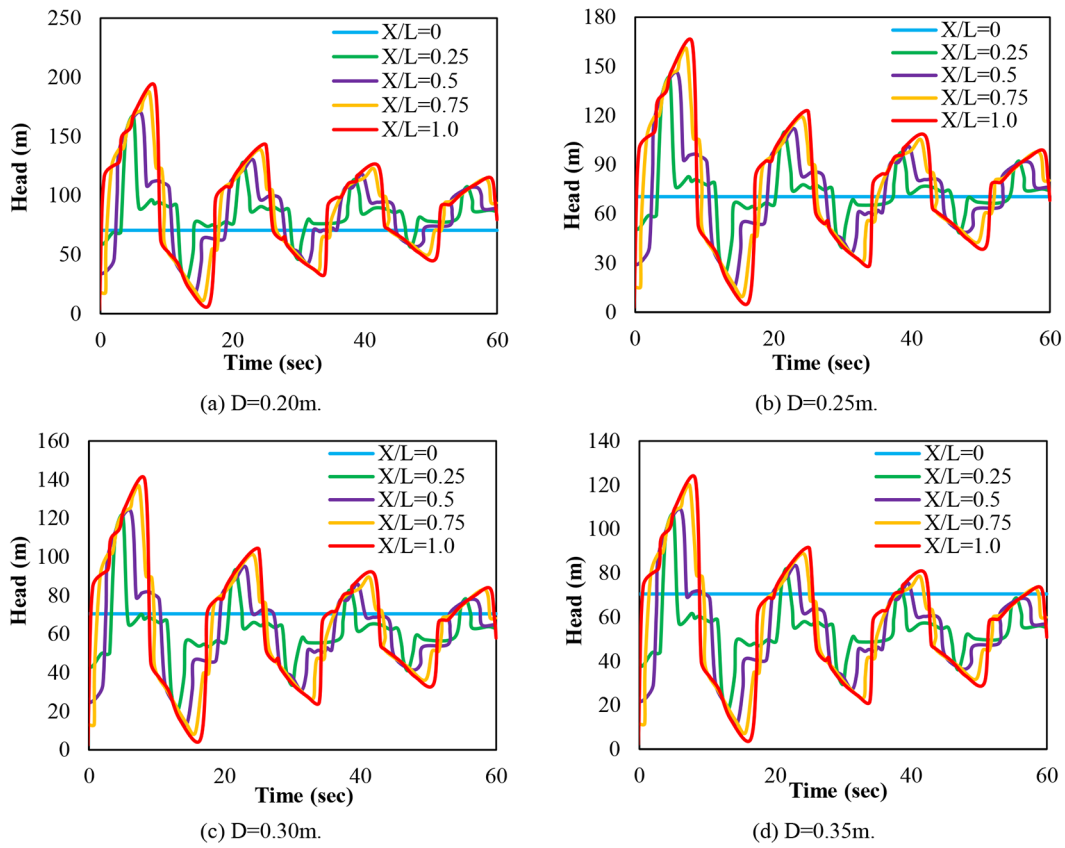 250
200
150
100
50
0
Head (m)
X/L=0
X/L=0.25
X/L=0.5
X/L=0.75
X/L=1.0
0 20 40 60
Time (sec)
(a) D=0.20m.
180
150
120
90
60
30
0
Head (m)
X/L=0
X/L=0.25
X/L=0.5
X/L=0.75
X/L=1.0
0 20 40 60
Time (sec)
(b) D=0.25m.
160
140
120
100
80
60
40
20
0
Head (m)
X/L=0
X/L=0.25
X/L=0.5
X/L=0.75
X/L=1.0
0 20 40 60
Time (sec)
(c) D=0.30m.
140
120
100
80
60
40
20
0
Head (m)
X/L=0
X/L=0.25
X/L=0.5
X/L=0.75
X/L=1.0
0 20 40 60
Time (sec)
(d) D=0.35m.